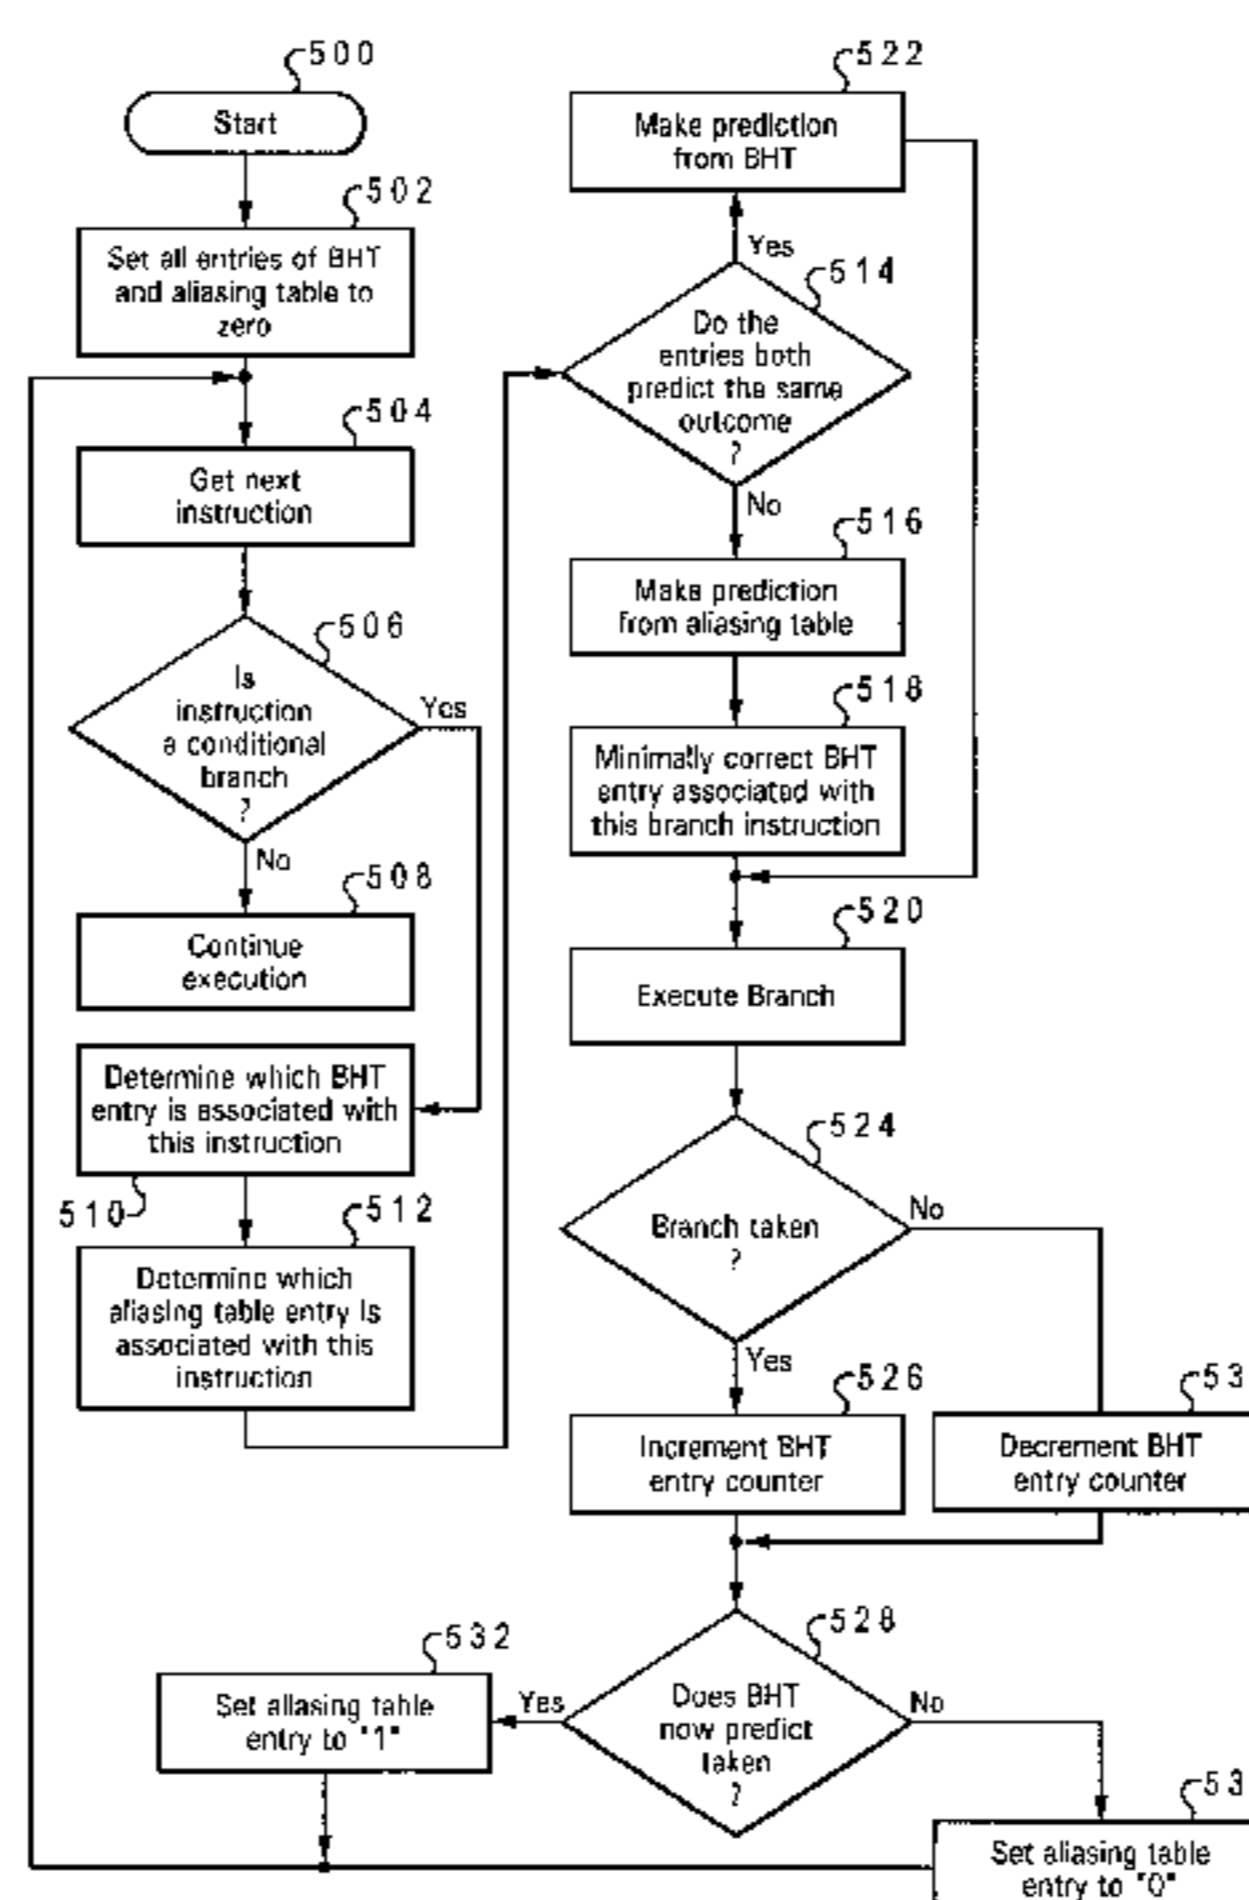 500
Start
502
Set all entries of BHT
and aliasing table to
zero
504
Get next
instruction
506
Is
instruction
a conditional
branch
?
Yes
No
508
Continue
execution
Determine which BHT
entry is associated with
this instruction
510
512
Determine which
aliasing table entry is
associated with this
instruction
522
Make prediction
from BHT
Yes
514
Do the
entries both
predict the same
outcome
?
No
516
Make prediction
from aliasing table
518
Minimally correct BHT
entry associated with
this branch instruction
520
Execute Branch
524
Branch taken
?
No
Yes
526
Increment BHT
entry counter
53
Decrement BHT
entry counter
528
Does BHT
now predict
taken
?
Yes
No
532
Set aliasing table
entry to "1"
53
Set aliasing table
entry to "0"